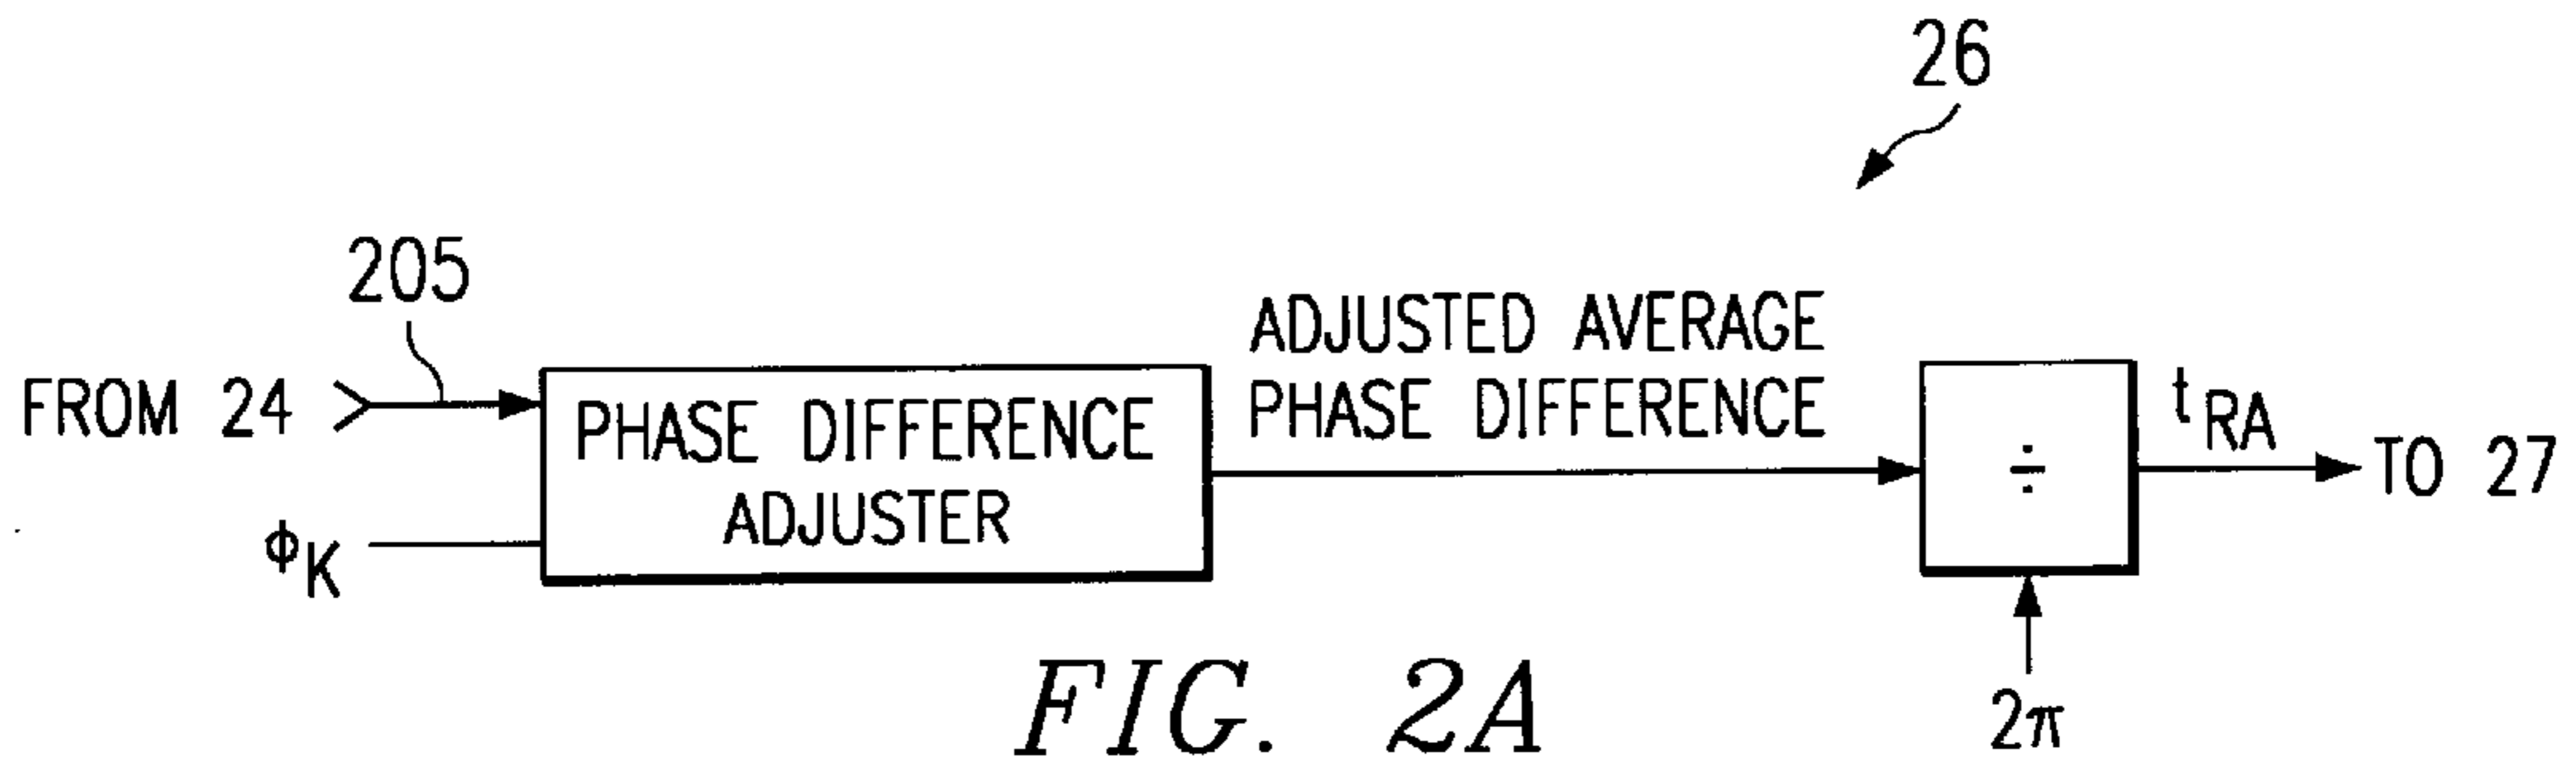 26
205
FROM 24
ϕK
PHASE DIFFERENCE
ADJUSTER
ADJUSTED AVERAGE
PHASE DIFFERENCE
÷
2π
tRA
TO 27
FIG. 2A